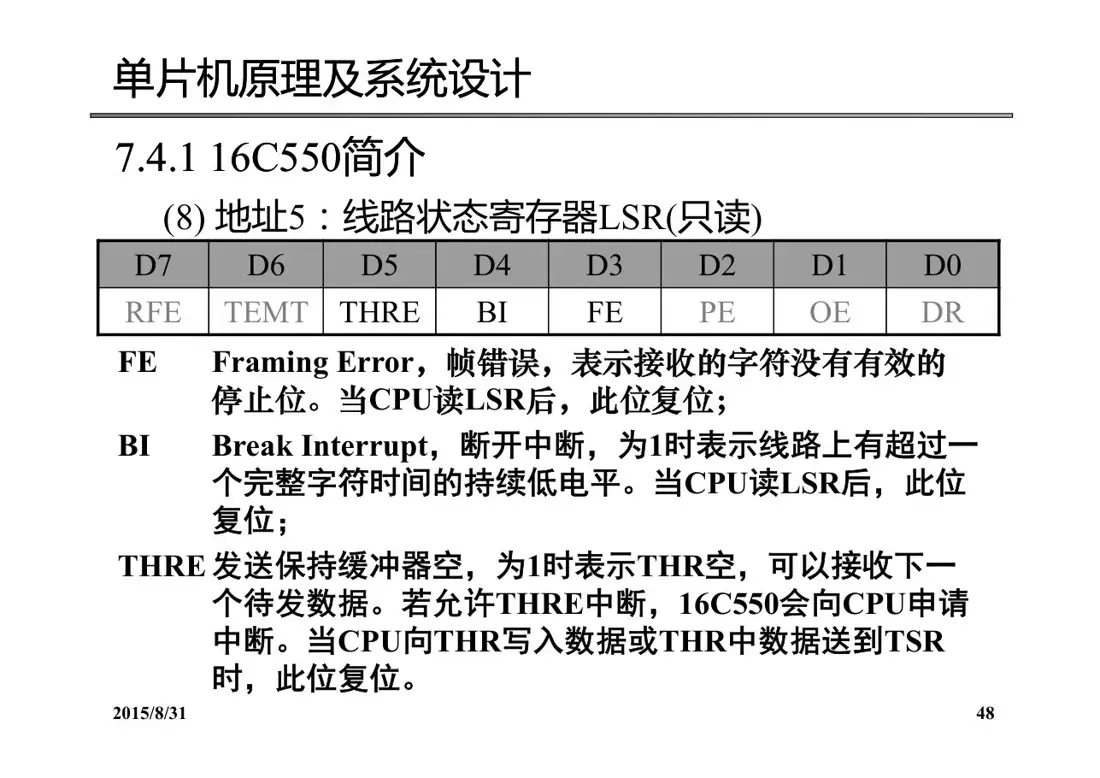 单片机原理及系统设计
7.4.1 16C550简介
(8) 地址5：线路状态寄存器LSR(只读)
D7 D6 D5 D4 D3 D2 D1 D0
RFE TEMT THRE BI FE PE OE DR
FE Framing Error，帧错误，表示接收的字符没有有效的
停止位。当CPU读LSR后，此位复位；
BI Break Interrupt，断开中断，为1时表示线路上有超过一
个完整字符时间的持续低电平。当CPU读LSR后，此位
复位；
THRE 发送保持缓冲器空，为1时表示THR空，可以接收下一
个待发数据。若允许THRE中断，16C550会向CPU申请
中断。当CPU向THR写入数据或THR中数据送到TSR
时，此位复位。
2015/8/31 48